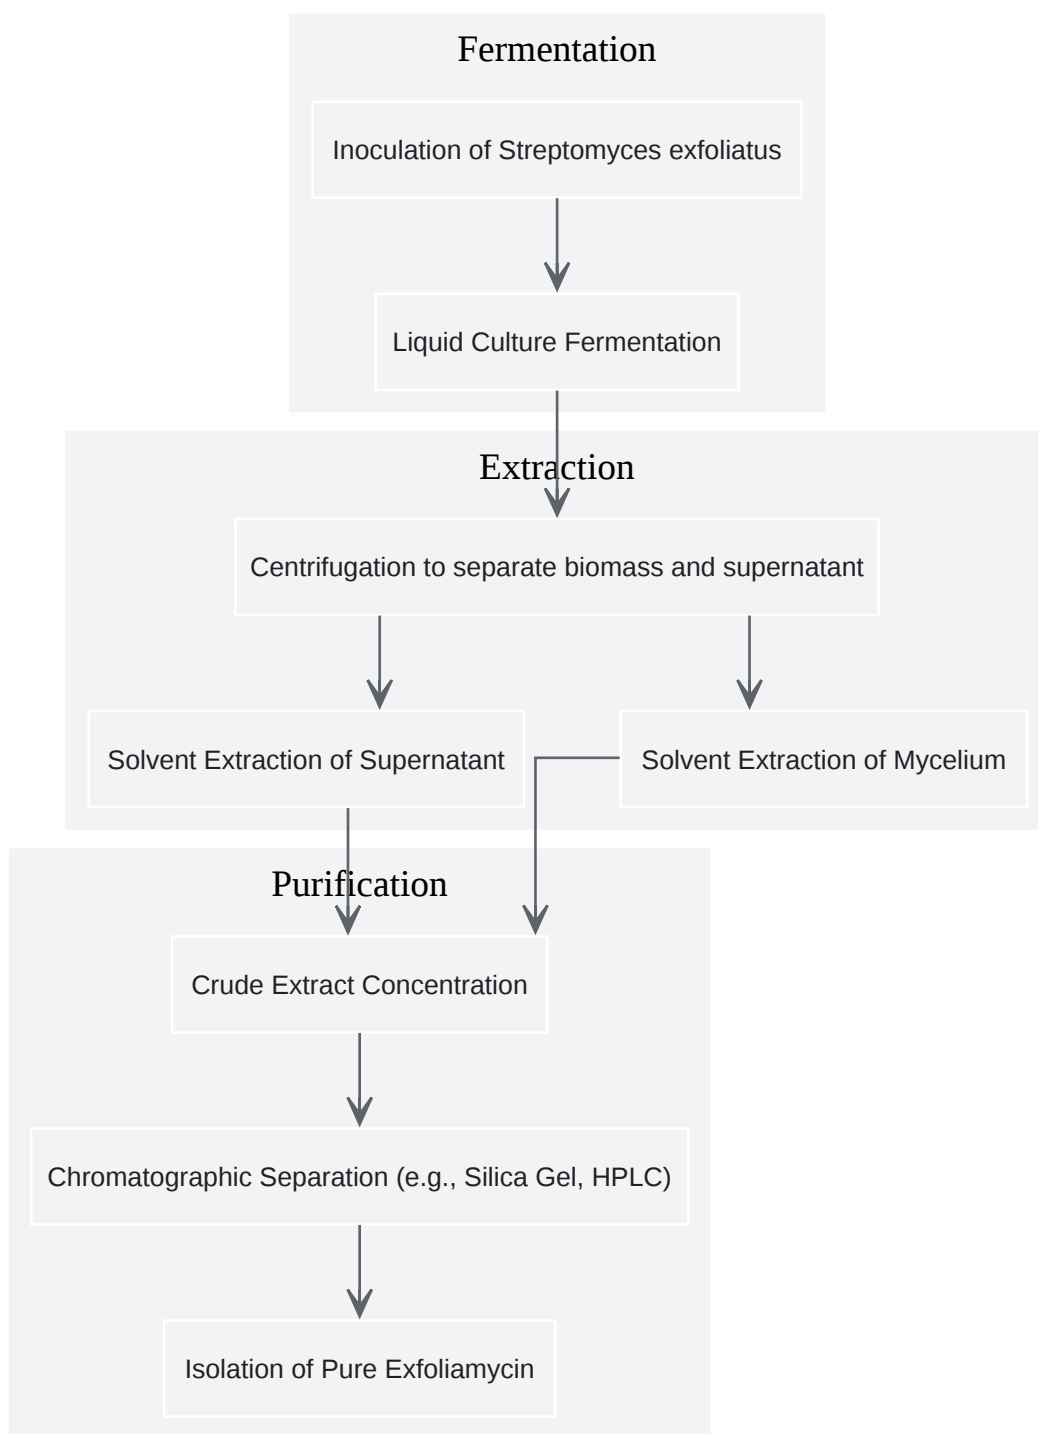 Fermentation
Inoculation of Streptomyces exfoliatus
Liquid Culture Fermentation
Extraction
Centrifugation to separate biomass and supernatant
Solvent Extraction of Supernatant
Solvent Extraction of Mycelium
Purification
Crude Extract Concentration
Chromatographic Separation (e.g., Silica Gel, HPLC)
Isolation of Pure Exfoliamycin